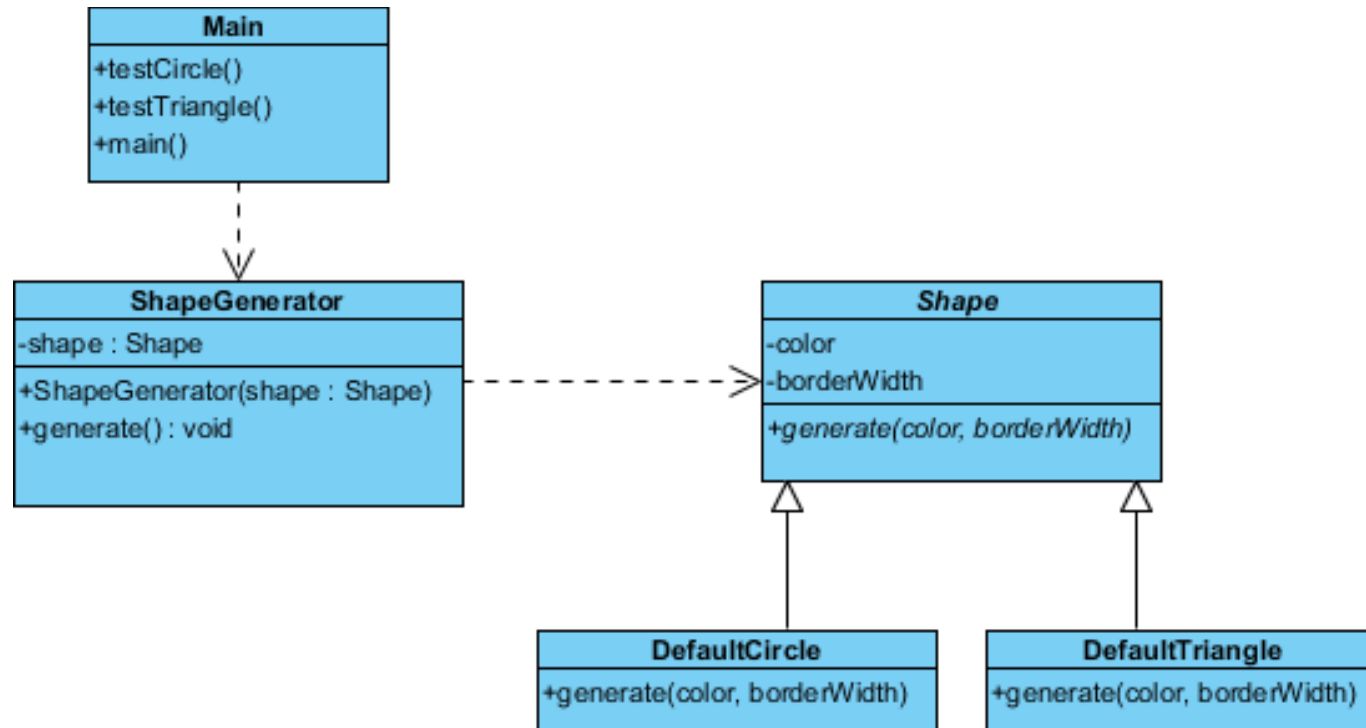 Main
+testCircle()
+testTriangle()
+main()
ShapeGenerator
-shape : Shape
+ShapeGenerator(shape : Shape)
+generate() : void
Shape
-color
-borderWidth
+generate(color, borderWidth)
DefaultCircle
+generate(color, borderWidth)
DefaultTriangle
+generate(color, borderWidth)